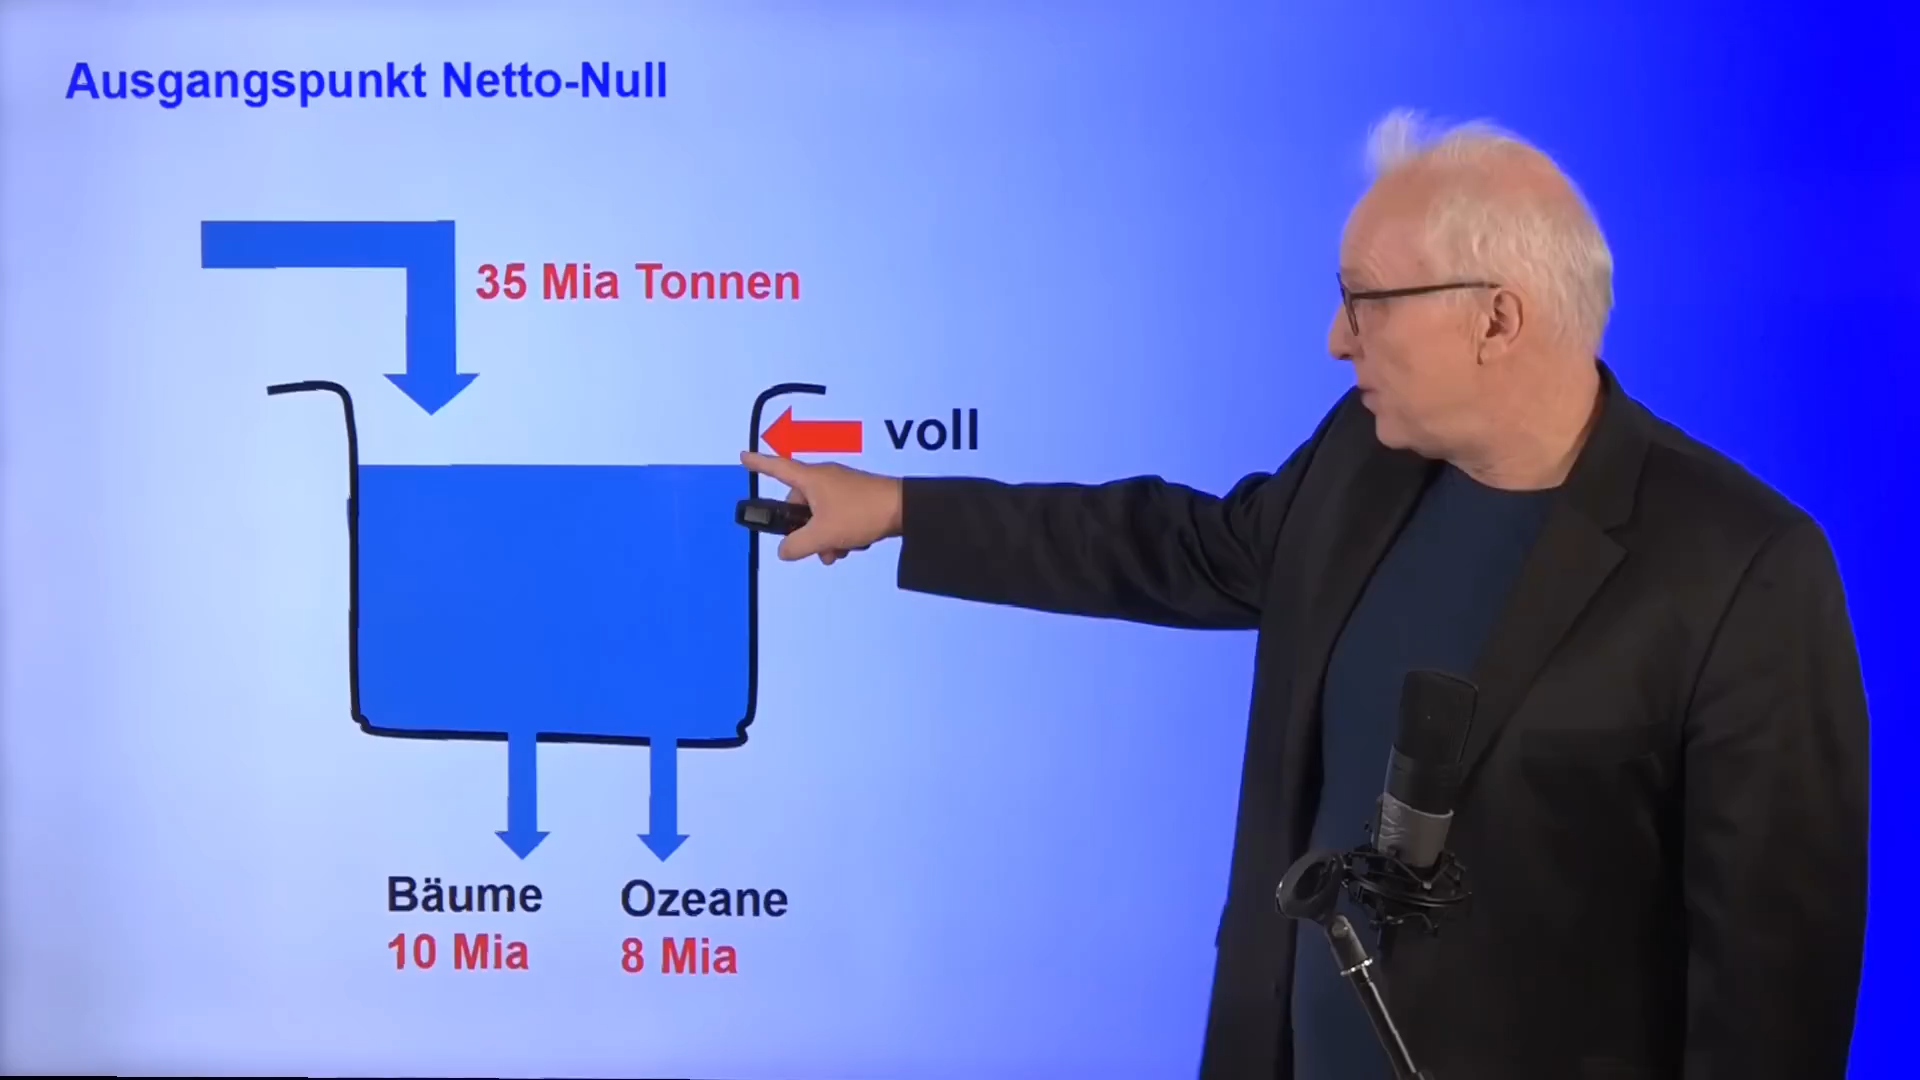 Ausgangspunkt Netto-Null
35 Mia Tonnen
voll
Bäume
10 Mia
Ozeane
8 Mia